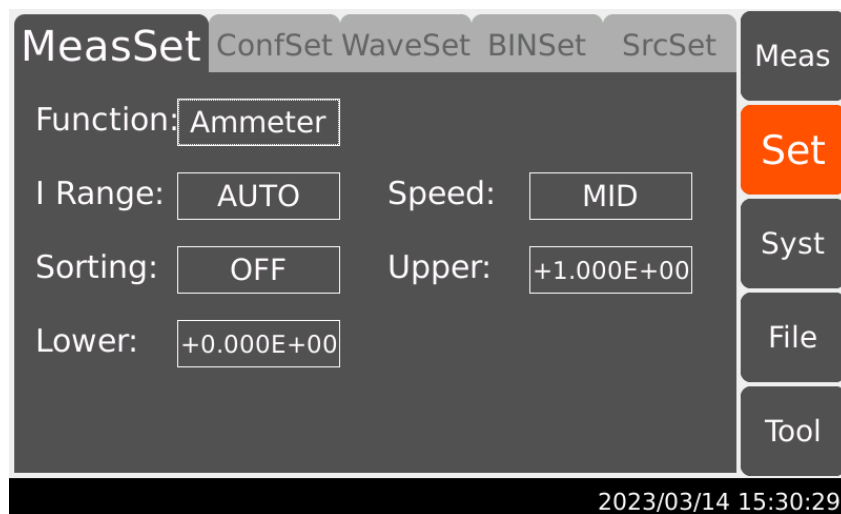 MeasSet ConfSet WaveSet BINSet SrcSet
Function: Ammeter
I Range: AUTO Speed: MID
Sorting: OFF Upper: +1.000E+00
Lower: +0.000E+00
Meas
Set
Syst
File
Tool
2023/03/14 15:30:29